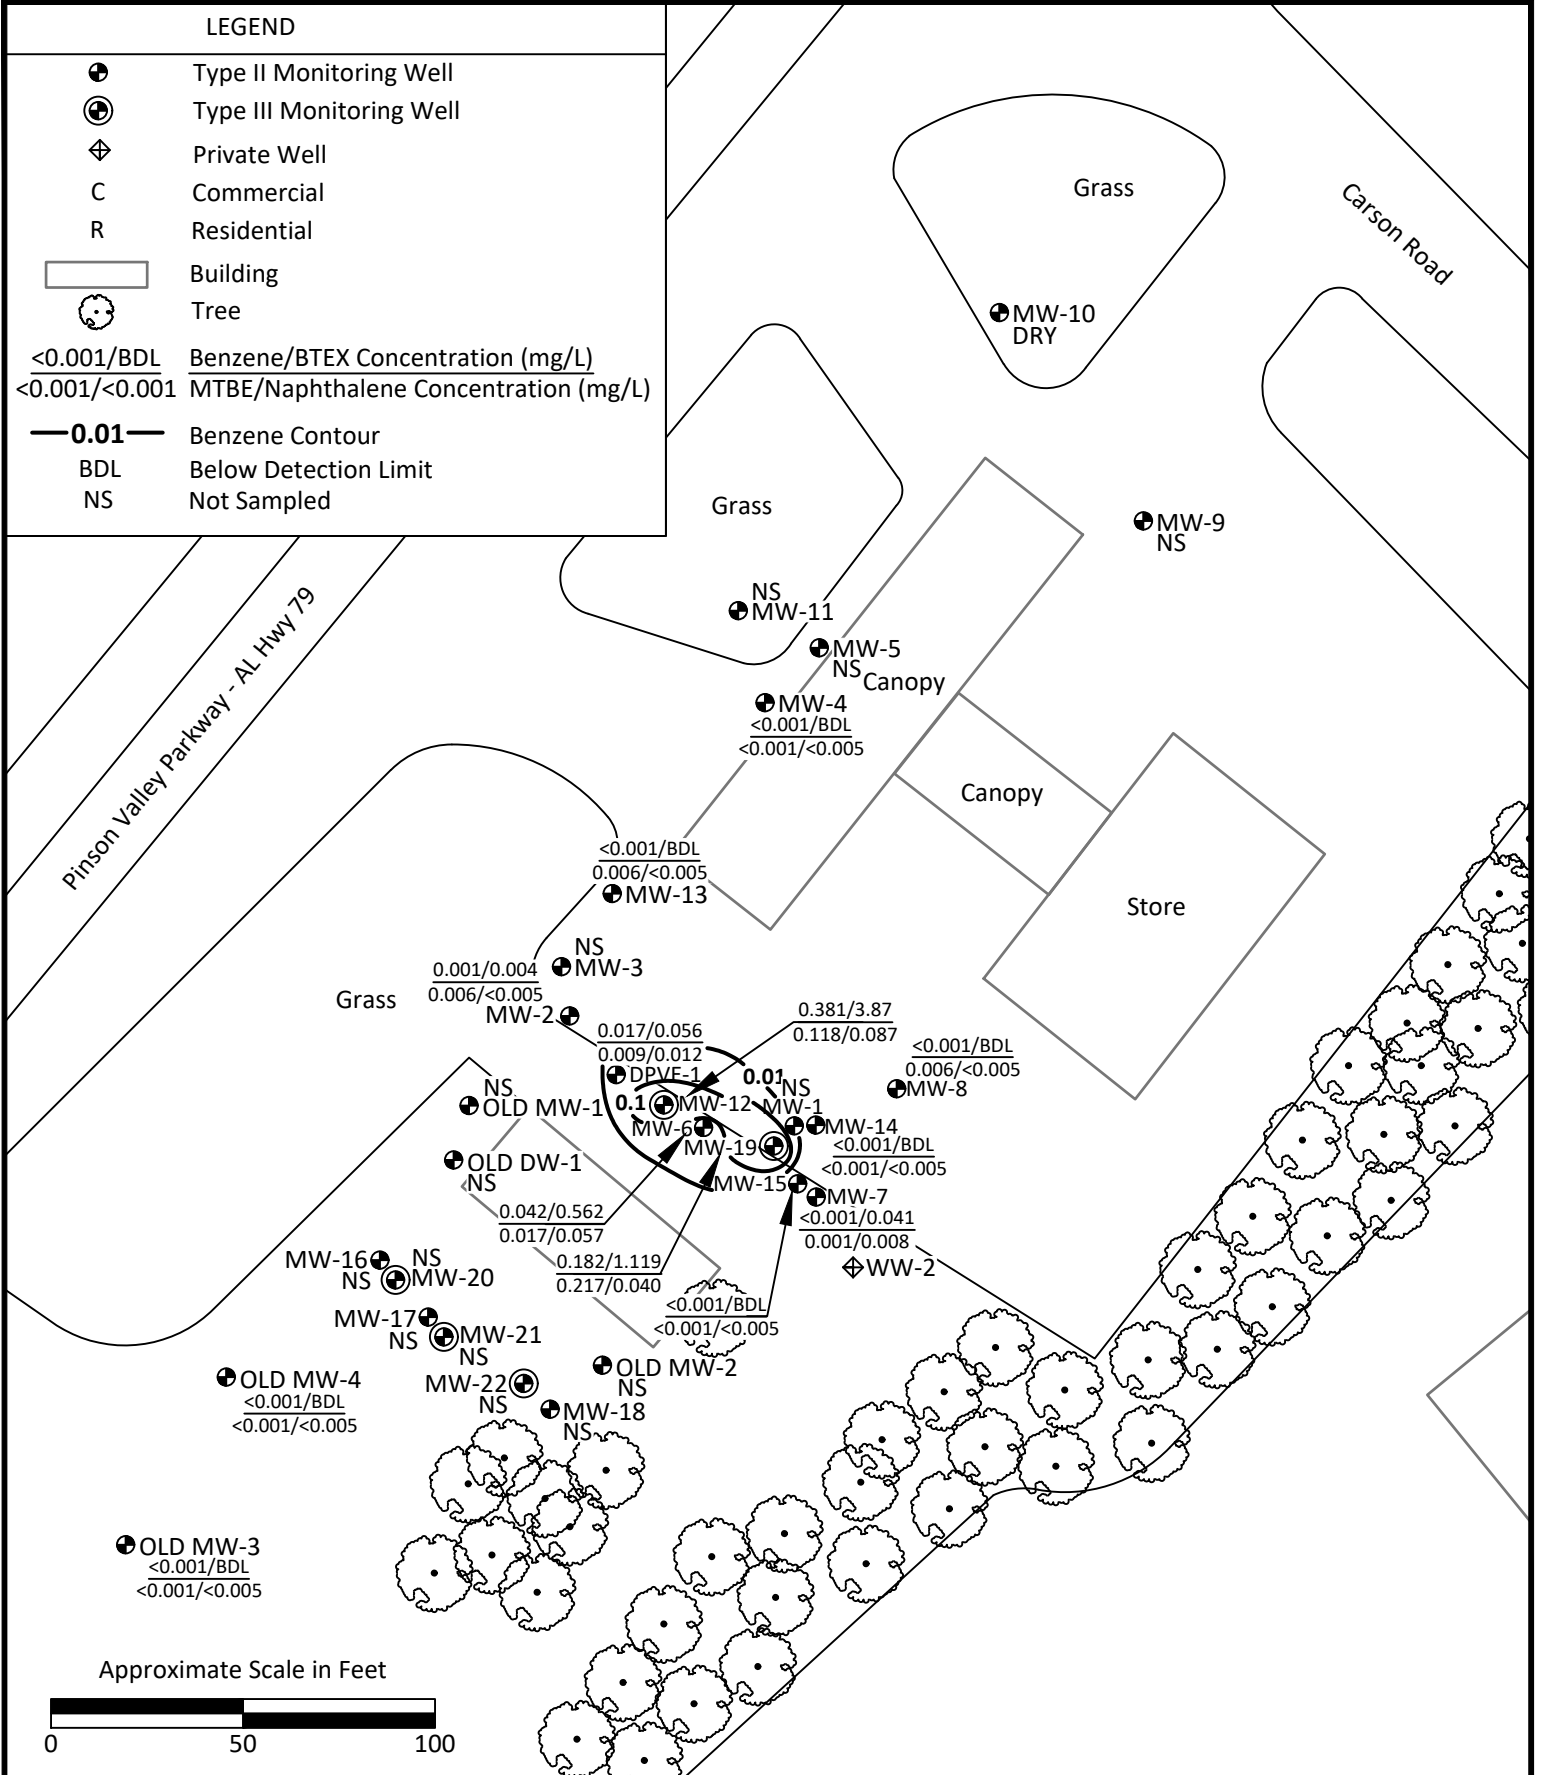 LEGEND
Type II Monitoring Well
Type III Monitoring Well
Private Well
C Commercial
R Residential
Building
Tree
<0.001/BDL Benzene/BTEX Concentration (mg/L)
<0.001/<0.001 MTBE/Naphthalene Concentration (mg/L)
0.01 Benzene Contour
BDL Below Detection Limit
NS Not Sampled
Grass
Carson Road
MW-10
DRY
Grass
MW-9
NS
NS
MW-11
MW-5
NS
Canopy
MW-4
<0.001/BDL
<0.001/<0.005
Pinson Valley Parkway - AL Hwy 79
Canopy
Store
<0.001/BDL
0.006/<0.005
MW-13
NS
MW-3
0.001/0.004
0.006/<0.005
MW-2
Grass
0.381/3.87
0.118/0.087
0.017/0.056
0.009/0.012
DPVE-1
<0.001/BDL
0.006/<0.005
MW-8
0.01
NS
MW-1
NS
OLD MW-1
0.1
MW-12
MW-6
MW-14
<0.001/BDL
<0.001/<0.005
MW-19
OLD DW-1
NS
MW-15
MW-7
<0.001/0.041
0.001/0.008
0.042/0.562
0.017/0.057
WW-2
0.182/1.119
0.217/0.040
<0.001/BDL
<0.001/<0.005
MW-16
NS
NS
MW-20
MW-17
NS
MW-21
NS
OLD MW-2
NS
MW-22
NS
MW-18
NS
OLD MW-4
<0.001/BDL
<0.001/<0.005
OLD MW-3
<0.001/BDL
<0.001/<0.005
Approximate Scale in Feet
0 50 100